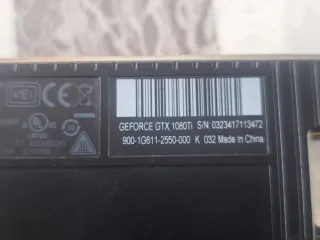 GEFORCE GTX 1080Ti S/N 0323417113472
900-1G611-2550-000 K 032 Made In China